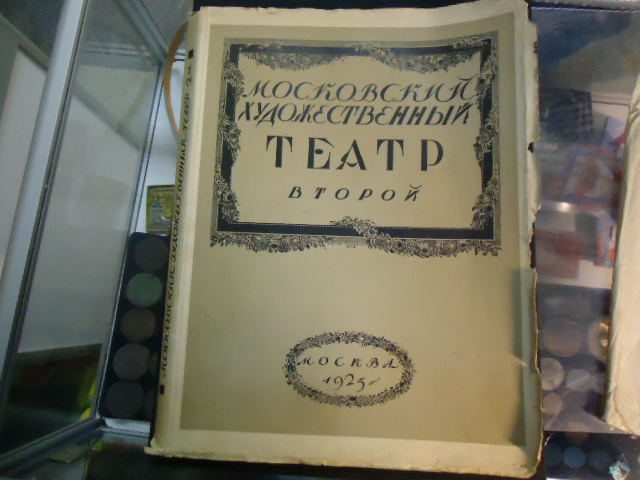 МОСКОВСКИЙ
ХУДОЖЕСТВЕННЫЙ
ТЕАТР
ВТОРОЙ
МОСКВА
1925